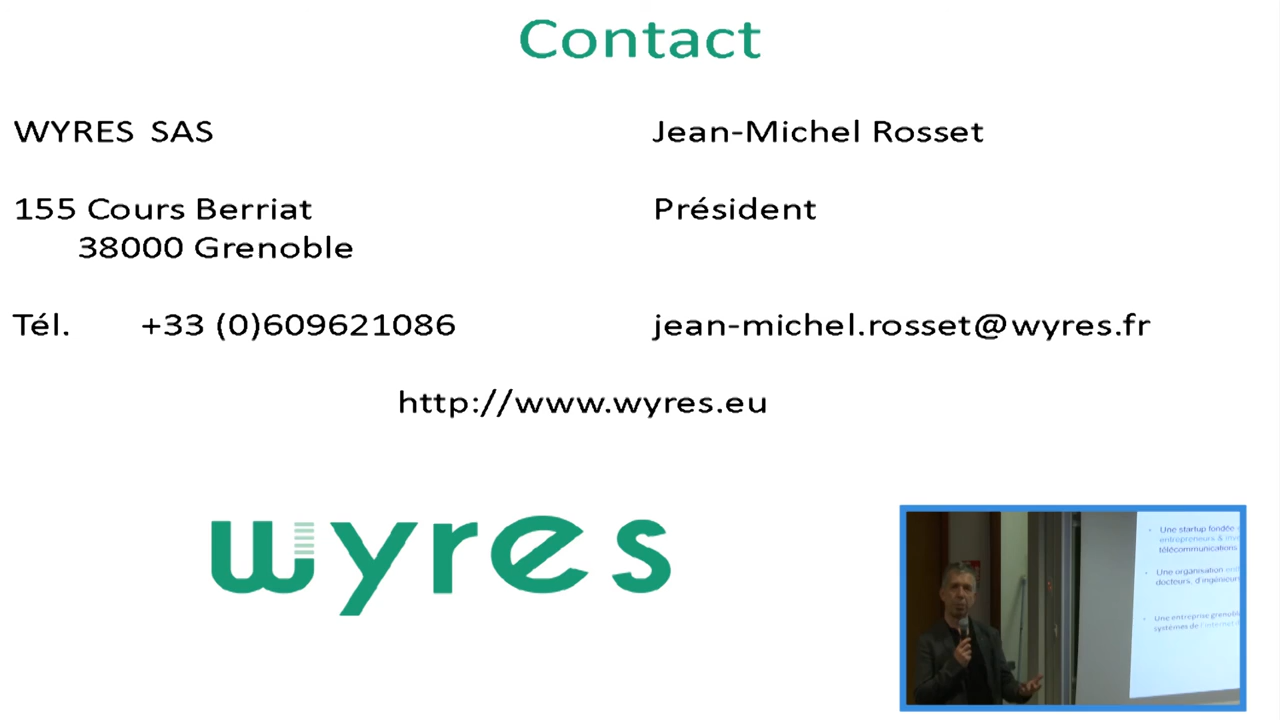 Contact
WYRES SAS
Jean-Michel Rosset
155 Cours Berriat
Président
38000 Grenoble
Tél. +33 (0)609621086
jean-michel.rosset@wyres.fr
http://www.wyres.eu
wyres
Une startup fondée
entrepreneurs &
télécommunications
Une organisation
docteurs, d'ingénieurs
Une entreprise
systèmes de l'internet